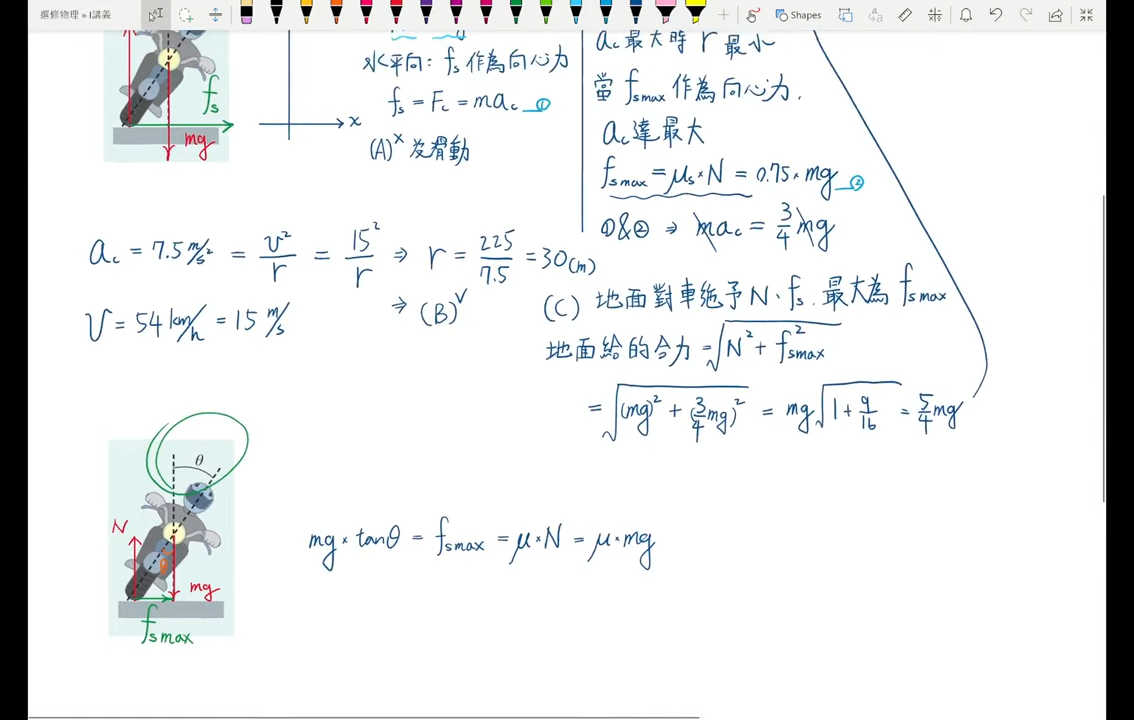 選修物理 » I講義
Shapes
水平向: fs 作為向心力
fs = Fc = mac ①
(A)× 沒滑動
x
fs
mg
ac 最大時 r 最小
當 fsmax 作為向心力,
ac 達最大
fsmax = μs × N = 0.75 × mg ②
①&② ⇒ mac = 3/4 mg
ac = 7.5 m/s² = v²/r = 15²/r ⇒ r = 225/7.5 = 30 (m)
⇒ (B)✓
v = 54 km/h = 15 m/s
(C) 地面對車施予 N、fs, 最大為 fsmax
地面給的合力 = √(N² + fsmax²)
= √((mg)² + (3/4 mg)²) = mg√(1 + 9/16) = 5/4 mg
θ
N
mg
fsmax
mg × tanθ = fsmax = μ × N = μ × mg